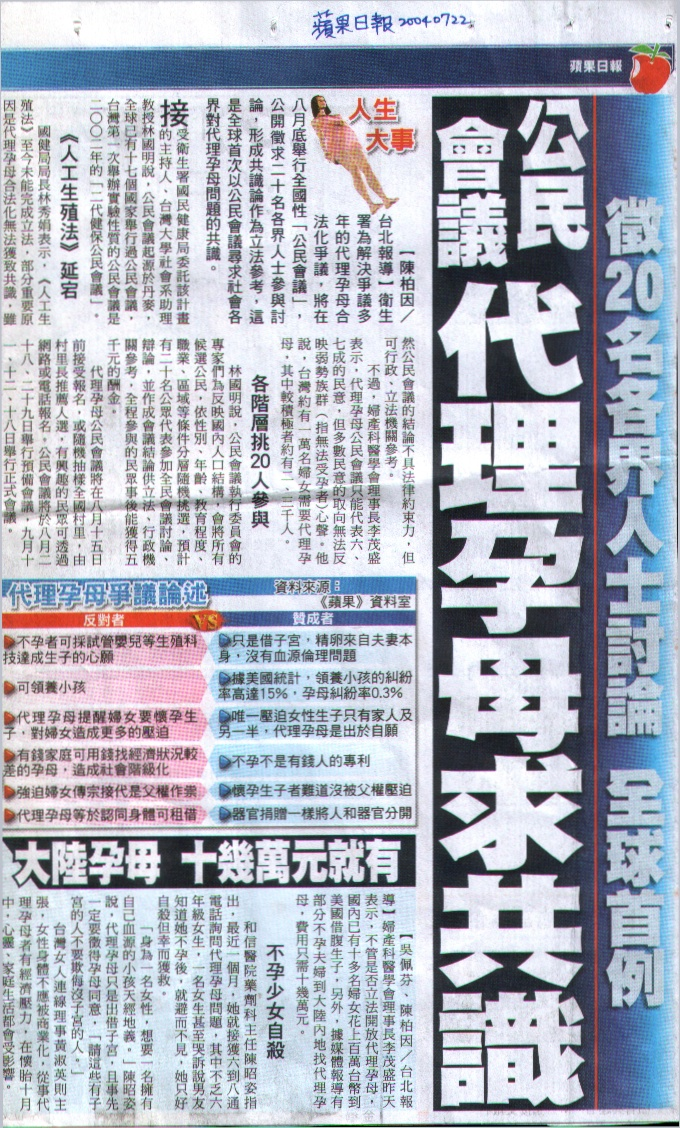 蘋果日報 20040722
蘋果日報
徵20名各界人士討論 全球首例
公民會議
代理孕母求共識
人生大事
【陳柏因╱
台北報導】衛生
署為解決爭議多
年的代理孕母合
法化爭議，將在
八月底舉行全國性「公民會議」，
公開徵求二十名各界人士參與討
論，形成共識論作為立法參考，這
是全球首次以公民會議尋求社會各
界對代理孕母問題的共識。
接受衛生署國民健康局委託該計畫
的主持人、台灣大學社會系助理
教授林國明說，公民會議起源於丹麥，
全球已有十七個國家舉行過公民會議，
台灣第一次舉辦實驗性質的公民會議是
二〇〇二年的「二代健保公民會議」。
《人工生殖法》延宕
國健局局長林秀娟表示，《人工生
殖法》至今未能完成立法，部分重要原
因是代理孕母合法化無法獲致共識，雖
然公民會議的結論不具法律約束力，但
可行政、立法機關參考。
不過，婦產科醫學會理事長李茂盛
表示，代理孕母公民會議只能代表六、
七成的民意，但多數民意的取向無法反
映弱勢族群（指無法受孕者）心聲。他
說，台灣約有一萬名婦女需要代理孕
母，其中較積極者約有二、三千人。
各階層挑20人參與
林國明說，公民會議執行委員會的
專家們為反映國內人口結構，會將所有
候選公民，依性別、年齡、教育程度、
職業、區域等條件分層隨機挑選，預計
有二十名公眾代表參加全民會議討論、
辯論，並作成會議結論供立法、行政機
關參考，全程參與的民眾事後能獲得五
千元的酬金。
代理孕母公民會議將在八月十五日
前接受報名，或隨機抽樣全國村里，由
村里長推薦人選，有興趣的民眾可透過
網路或電話報名。公民會議將於八月二
十八、二十九日舉行預備會議，九月十
一、十二、十八日舉行正式會議。
代理孕母爭議論述
資料來源：
《蘋果》資料室
反對者 VS 贊成者
不孕者可採試管嬰兒等生殖科
技達成生子的心願
只是借子宮，精卵來自夫妻本
身，沒有血源倫理問題
可領養小孩
據美國統計，領養小孩的糾紛
率高達15%，孕母糾紛率0.3%
代理孕母提醒婦女要懷孕生
子，對婦女造成更多的壓迫
唯一壓迫女性生子只有家人及
另一半，代理孕母是出於自願
有錢家庭可用錢找經濟狀況較
差的孕母，造成社會階級化
不孕不是有錢人的專利
強迫婦女傳宗接代是父權作祟
懷孕生子者難道沒被父權壓迫
代理孕母等於認同身體可租借
器官捐贈一樣將人和器官分開
大陸孕母 十幾萬元就有
【吳佩芬、陳柏因╱台北報
導】婦產科醫學會理事長李茂盛昨天
表示，不管是否立法開放代理孕母，
國內已有十多名婦女花上百萬台幣到
美國借腹生子，另外，據媒體報導有
部分不孕夫婦到大陸內地找代理孕
母，費用只需十幾萬元。
不孕少女自殺
和信醫院藥劑科主任陳昭姿指
出，最近一個月，她就接獲六到八通
電話詢問代理孕母問題，其中不乏六
年級女生，一名女生甚至哭訴說男友
知道她不孕後，就避而不見，她只好
自殺但幸而獲救。
「身為一名女性，想要一名擁有
自己血源的小孩天經地義。」陳昭姿
說，代理孕母只是出借子宮，且事先
一定要徵得孕母同意，「請這些有子
宮的人不要欺侮沒子宮的人。」
台灣女人連線理事黃淑英則主
張，女性身體不應被商業化，從事代
理孕母者有經濟壓力，在懷胎十月
中，心靈、家庭生活都會受影響。